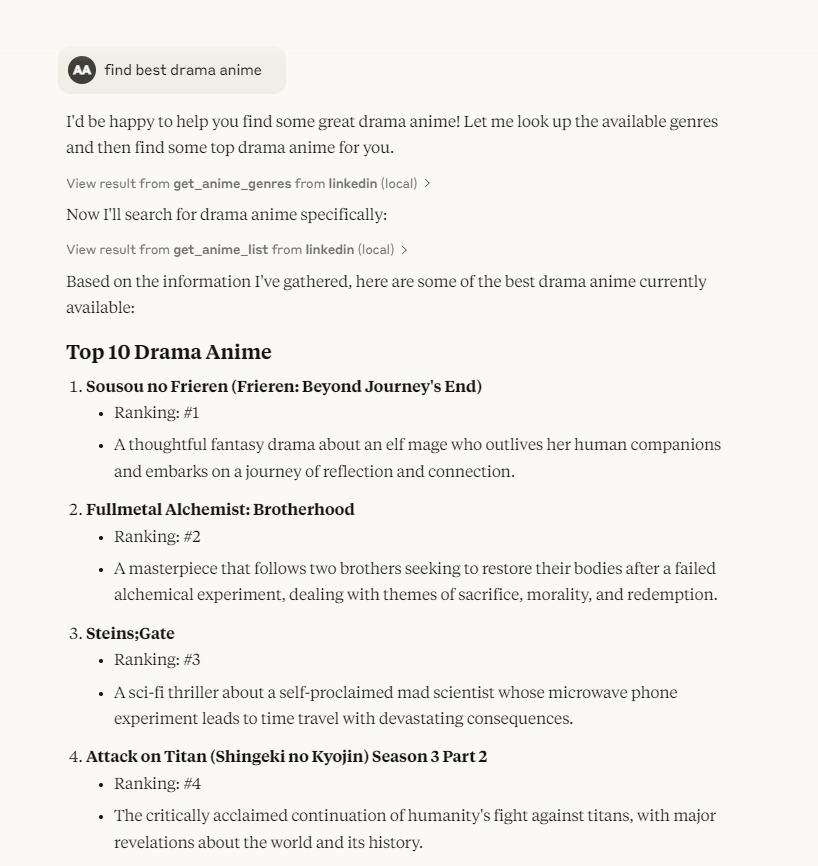 AA find best drama anime
I'd be happy to help you find some great drama anime! Let me look up the available genres
and then find some top drama anime for you.
View result from get_anime_genres from linkedin (local) >
Now I'll search for drama anime specifically:
View result from get_anime_list from linkedin (local) >
Based on the information I've gathered, here are some of the best drama anime currently
available:
Top 10 Drama Anime
1. Sousou no Frieren (Frieren: Beyond Journey's End)
• Ranking: #1
• A thoughtful fantasy drama about an elf mage who outlives her human companions
and embarks on a journey of reflection and connection.
2. Fullmetal Alchemist: Brotherhood
• Ranking: #2
• A masterpiece that follows two brothers seeking to restore their bodies after a failed
alchemical experiment, dealing with themes of sacrifice, morality, and redemption.
3. Steins;Gate
• Ranking: #3
• A sci-fi thriller about a self-proclaimed mad scientist whose microwave phone
experiment leads to time travel with devastating consequences.
4. Attack on Titan (Shingeki no Kyojin) Season 3 Part 2
• Ranking: #4
• The critically acclaimed continuation of humanity's fight against titans, with major
revelations about the world and its history.